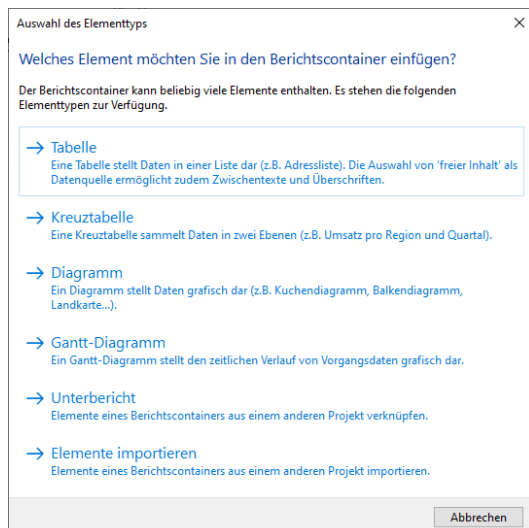 Auswahl des Elementtyps
Welches Element möchten Sie in den Berichtscontainer einfügen?
Der Berichtscontainer kann beliebig viele Elemente enthalten. Es stehen die folgenden
Elementtypen zur Verfügung.
Tabelle
Eine Tabelle stellt Daten in einer Liste dar (z.B. Adressliste). Die Auswahl von 'freier Inhalt' als
Datenquelle ermöglicht zudem Zwischentexte und Überschriften.
Kreuztabelle
Eine Kreuztabelle sammelt Daten in zwei Ebenen (z.B. Umsatz pro Region und Quartal).
Diagramm
Ein Diagramm stellt Daten grafisch dar (z.B. Kuchendiagramm, Balkendiagramm,
Landkarte...).
Gantt-Diagramm
Ein Gantt-Diagramm stellt den zeitlichen Verlauf von Vorgangsdaten grafisch dar.
Unterbericht
Elemente eines Berichtscontainers aus einem anderen Projekt verknüpfen.
Elemente importieren
Elemente eines Berichtscontainers aus einem anderen Projekt importieren.
Abbrechen